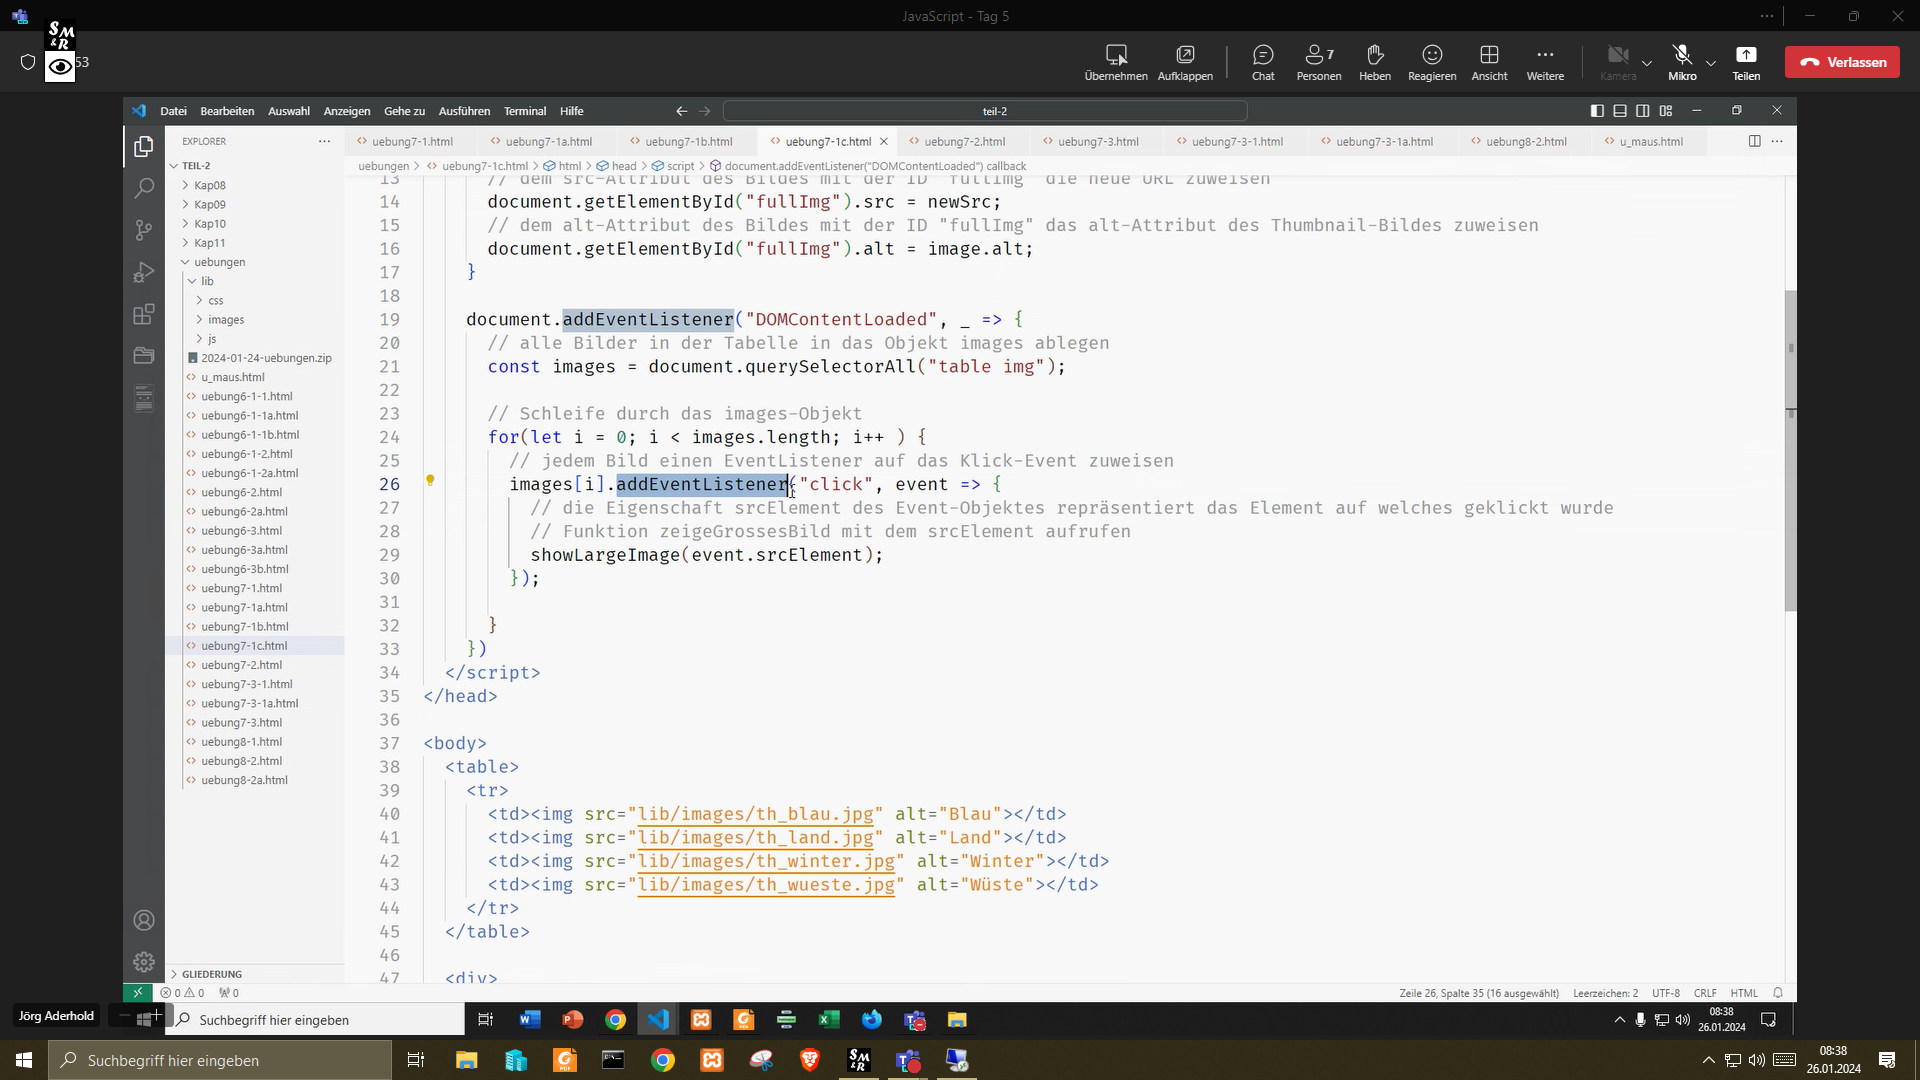 JavaScript - Tag 5
SM
&R
53
Übernehmen
Aufklappen
Chat
7
Personen
Heben
Reagieren
Ansicht
Weitere
Kamera
Mikro
Teilen
Verlassen
Datei Bearbeiten Auswahl Anzeigen Gehe zu Ausführen Terminal Hilfe
teil-2
EXPLORER
TEIL-2
Kap08
Kap09
Kap10
Kap11
uebungen
lib
css
images
js
2024-01-24-uebungen.zip
u_maus.html
uebung6-1-1.html
uebung6-1-1a.html
uebung6-1-1b.html
uebung6-1-2.html
uebung6-1-2a.html
uebung6-2.html
uebung6-2a.html
uebung6-3.html
uebung6-3a.html
uebung6-3b.html
uebung7-1.html
uebung7-1a.html
uebung7-1b.html
uebung7-1c.html
uebung7-2.html
uebung7-3-1.html
uebung7-3-1a.html
uebung7-3.html
uebung8-1.html
uebung8-2.html
uebung8-2a.html
GLIEDERUNG
uebung7-1.html uebung7-1a.html uebung7-1b.html uebung7-1c.html uebung7-2.html uebung7-3.html uebung7-3-1.html uebung7-3-1a.html uebung8-2.html u_maus.html
uebungen > uebung7-1c.html > html > head > script > document.addEventListener("DOMContentLoaded") callback
13 // dem src-Attribut des Bildes mit der ID "fullImg" die neue URL zuweisen
14 document.getElementById("fullImg").src = newSrc;
15 // dem alt-Attribut des Bildes mit der ID "fullImg" das alt-Attribut des Thumbnail-Bildes zuweisen
16 document.getElementById("fullImg").alt = image.alt;
17 }
18
19 document.addEventListener("DOMContentLoaded", _ => {
20 // alle Bilder in der Tabelle in das Objekt images ablegen
21 const images = document.querySelectorAll("table img");
22
23 // Schleife durch das images-Objekt
24 for(let i = 0; i < images.length; i++ ) {
25 // jedem Bild einen EventListener auf das Klick-Event zuweisen
26 images[i].addEventListener("click", event => {
27 // die Eigenschaft srcElement des Event-Objektes repräsentiert das Element auf welches geklickt wurde
28 // Funktion zeigeGrossesBild mit dem srcElement aufrufen
29 showLargeImage(event.srcElement);
30 });
31
32 }
33 })
34 </script>
35 </head>
36
37 <body>
38 <table>
39 <tr>
40 <td><img src="lib/images/th_blau.jpg" alt="Blau"></td>
41 <td><img src="lib/images/th_land.jpg" alt="Land"></td>
42 <td><img src="lib/images/th_winter.jpg" alt="Winter"></td>
43 <td><img src="lib/images/th_wueste.jpg" alt="Wüste"></td>
44 </tr>
45 </table>
46
47 <div>
0 0 0
Zeile 26, Spalte 35 (16 ausgewählt) Leerzeichen: 2 UTF-8 CRLF HTML
Jörg Aderhold
Suchbegriff hier eingeben
08:38
26.01.2024
Suchbegriff hier eingeben
SM
&R
08:38
26.01.2024